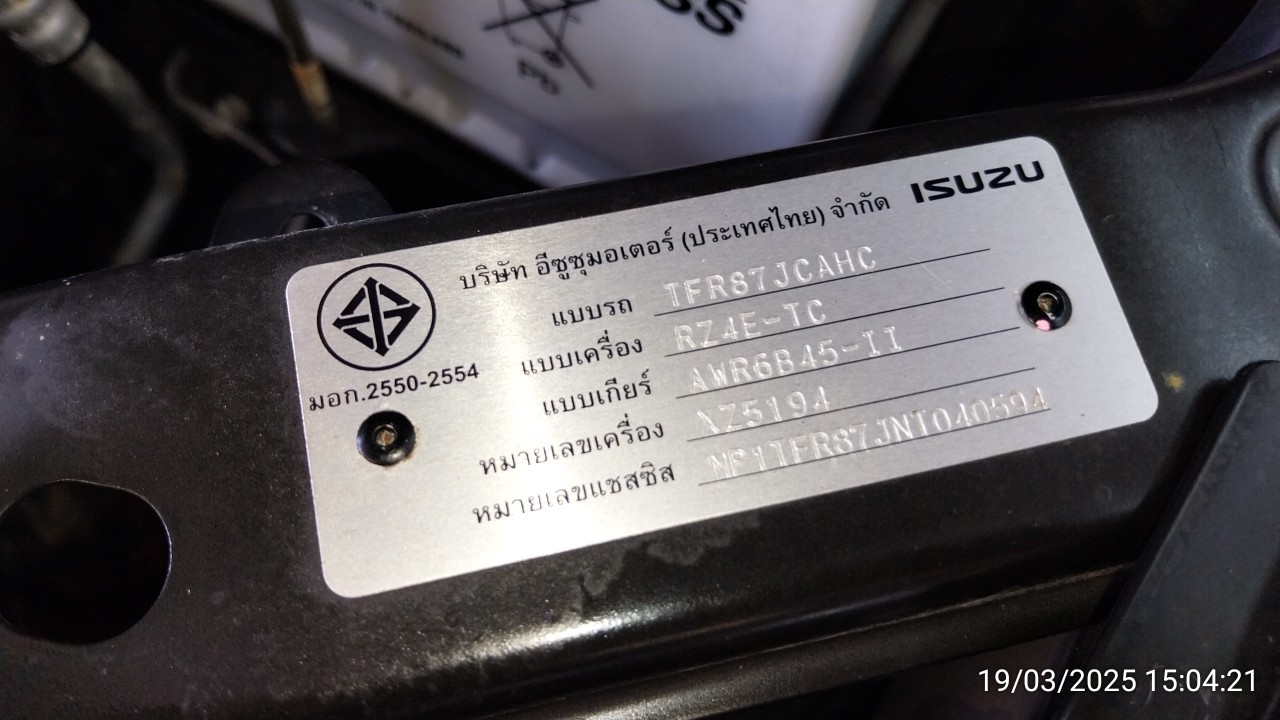 ISUZU
บริษัท อีซูซุมอเตอร์ (ประเทศไทย) จำกัด
แบบรถ TFR87JCAHC
แบบเครื่อง RZ4E-TC
แบบเกียร์ AWR6B45-II
หมายเลขเครื่อง XZ5194
หมายเลขแชสซิส MP1TFR87JNT040594
มอก.2550-2554
19/03/2025 15:04:21